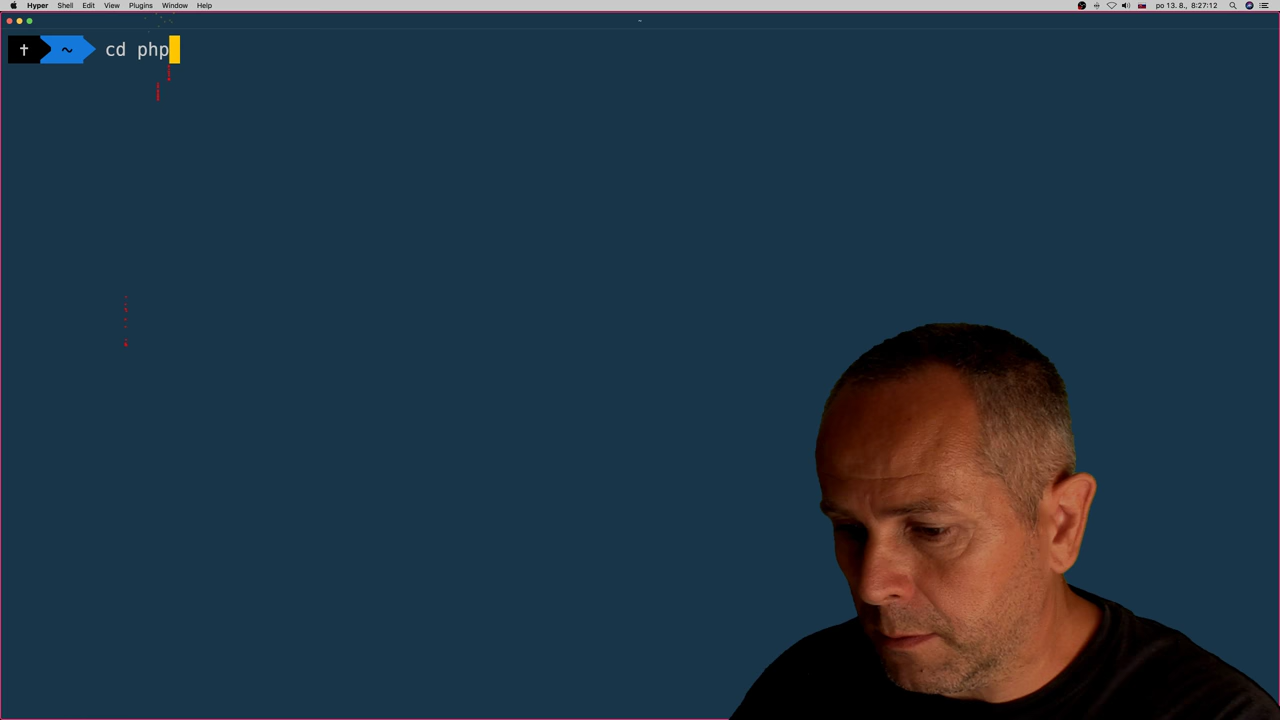 Hyper Shell Edit View Plugins Window Help po 13. 8., 8:27:12
~
† ~ cd php